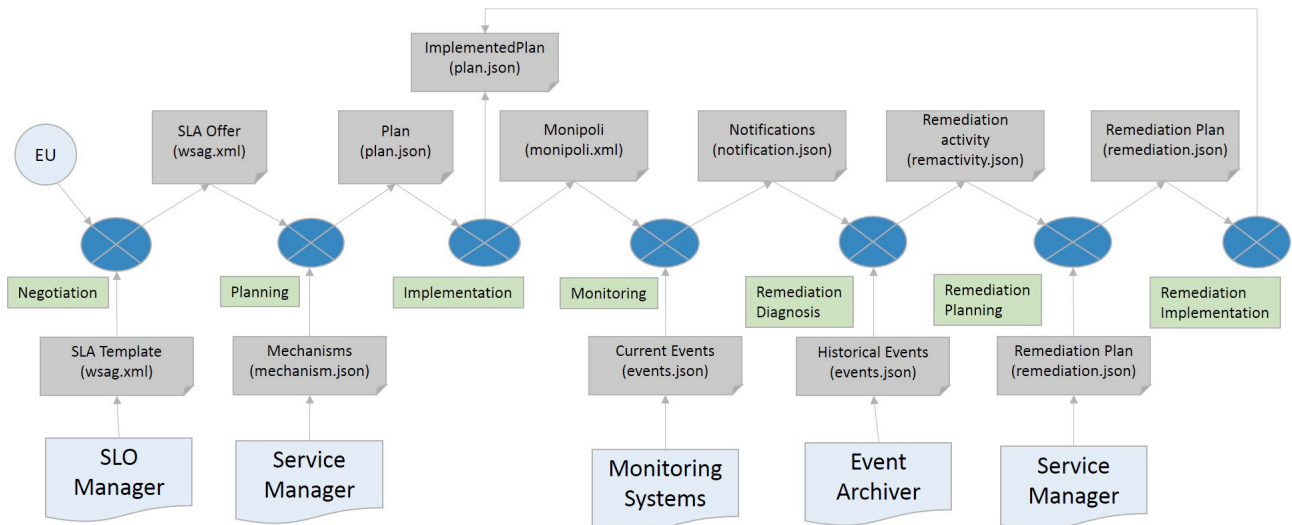 ImplementedPlan
(plan.json)
EU
SLA Offer
(wsag.xml)
Plan
(plan.json)
Monipoli
(monipoli.xml)
Notifications
(notification.json)
Remediation
activity
(remactivity.json)
Remediation Plan
(remediation.json)
Negotiation
Planning
Implementation
Monitoring
Remediation
Diagnosis
Remediation
Planning
Remediation
Implementation
SLA Template
(wsag.xml)
Mechanisms
(mechanism.json)
Current Events
(events.json)
Historical Events
(events.json)
Remediation Plan
(remediation.json)
SLO
Manager
Service
Manager
Monitoring
Systems
Event
Archiver
Service
Manager